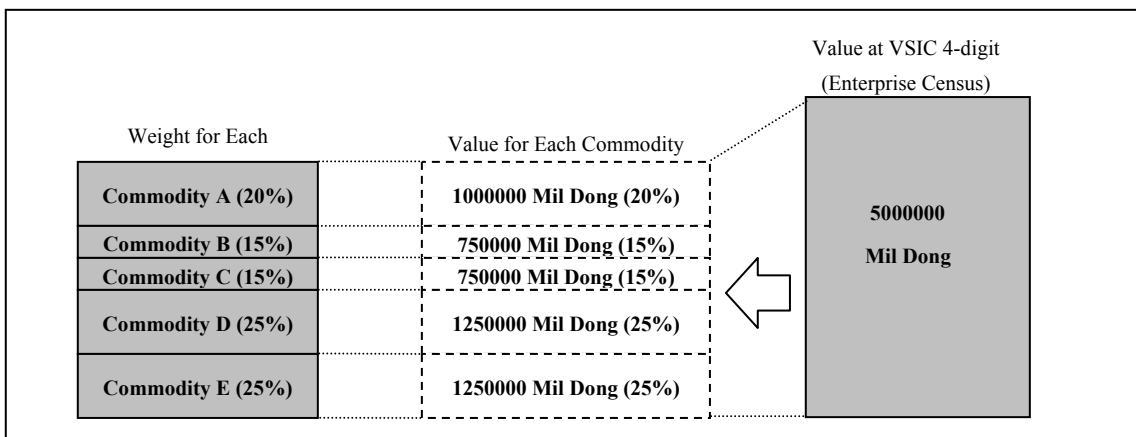 Value at VSIC 4-digit
(Enterprise Census)
Weight for Each
Value for Each Commodity
Commodity A (20%)
1000000 Mil Dong (20%)
5000000
Mil Dong
Commodity B (15%)
750000 Mil Dong (15%)
Commodity C (15%)
750000 Mil Dong (15%)
Commodity D (25%)
1250000 Mil Dong (25%)
Commodity E (25%)
1250000 Mil Dong (25%)